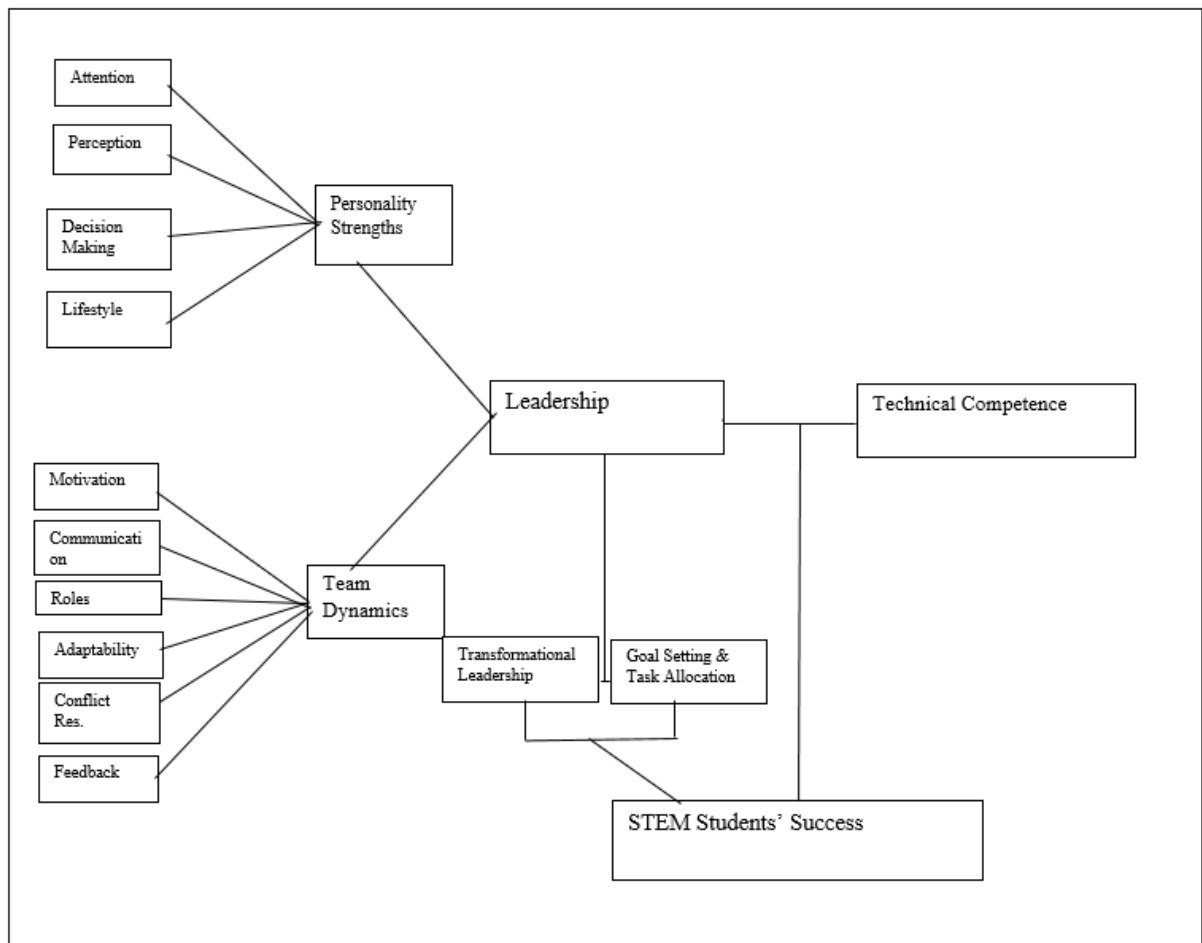 Attention
Perception
Decision
Making
Lifestyle
Personality
Strengths
Leadership
Technical Competence
Motivation
Communicati
on
Roles
Adaptability
Conflict
Res.
Feedback
Team
Dynamics
Transformational
Leadership
Goal Setting &
Task Allocation
STEM Students’ Success